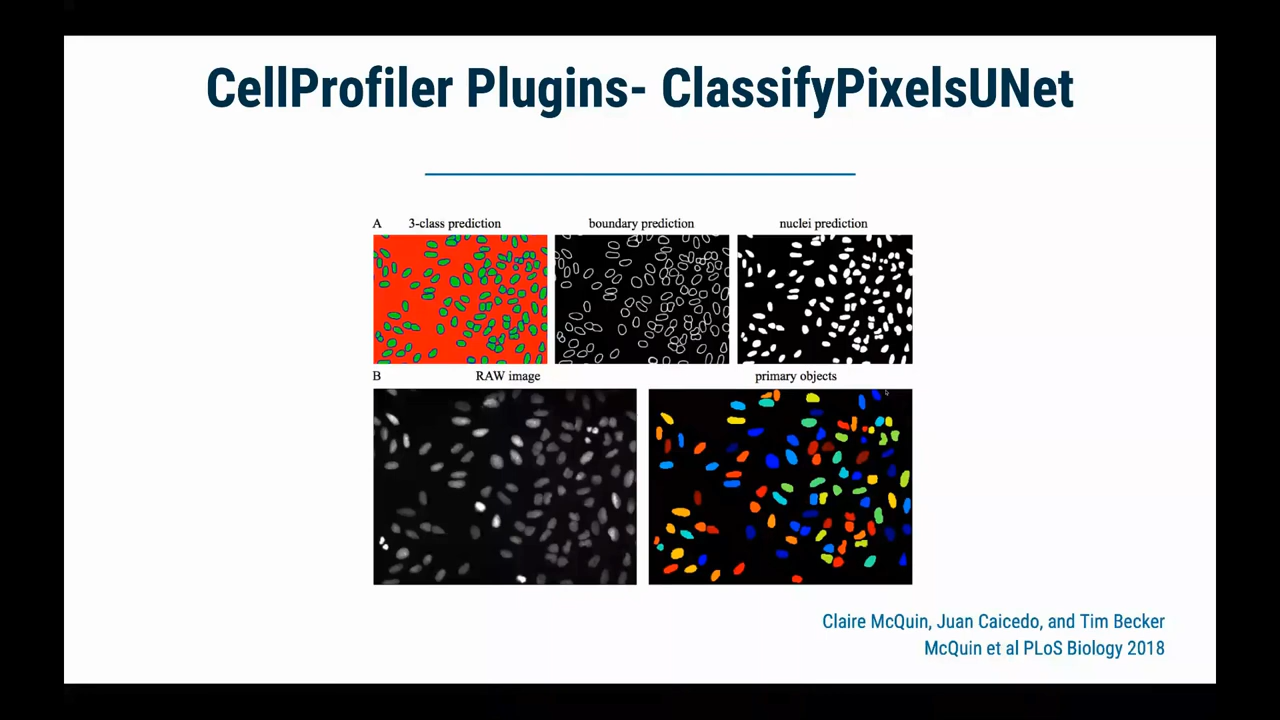 CellProfiler Plugins- ClassifyPixelsUNet
A 3-class prediction boundary prediction nuclei prediction
B RAW image primary objects
Claire McQuin, Juan Caicedo, and Tim Becker
McQuin et al PLoS Biology 2018